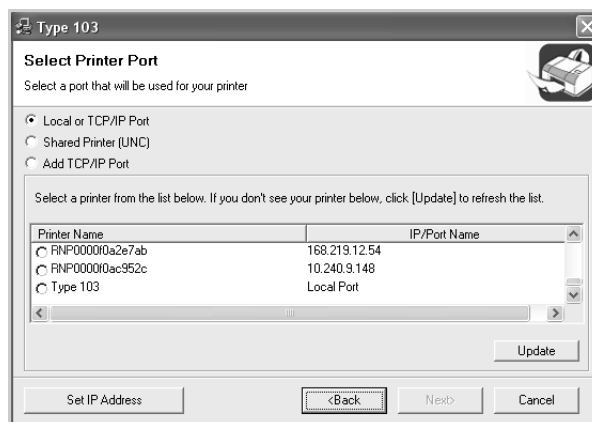 Type 103
Select Printer Port
Select a port that will be used for your printer
Local or TCP/IP Port
Shared Printer (UNC)
Add TCP/IP Port
Select a printer from the list below. If you don't see your printer below, click [Update] to refresh the list.
Printer Name IP/Port Name
RNP0000f0a2e7ab 168.219.12.54
RNP0000f0ac952c 10.240.9.148
Type 103 Local Port
Update
Set IP Address <Back Next> Cancel